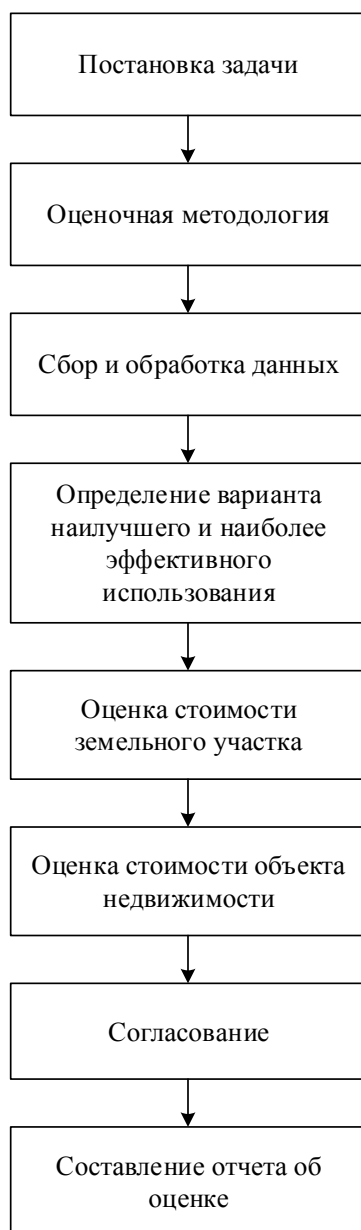 Постановка задачи
Оценочная методология
Сбор и обработка данных
Определение варианта
наилучшего и наиболее
эффективного
использования
Оценка стоимости
земельного участка
Оценка стоимости объекта
недвижимости
Согласование
Составление отчета об
оценке